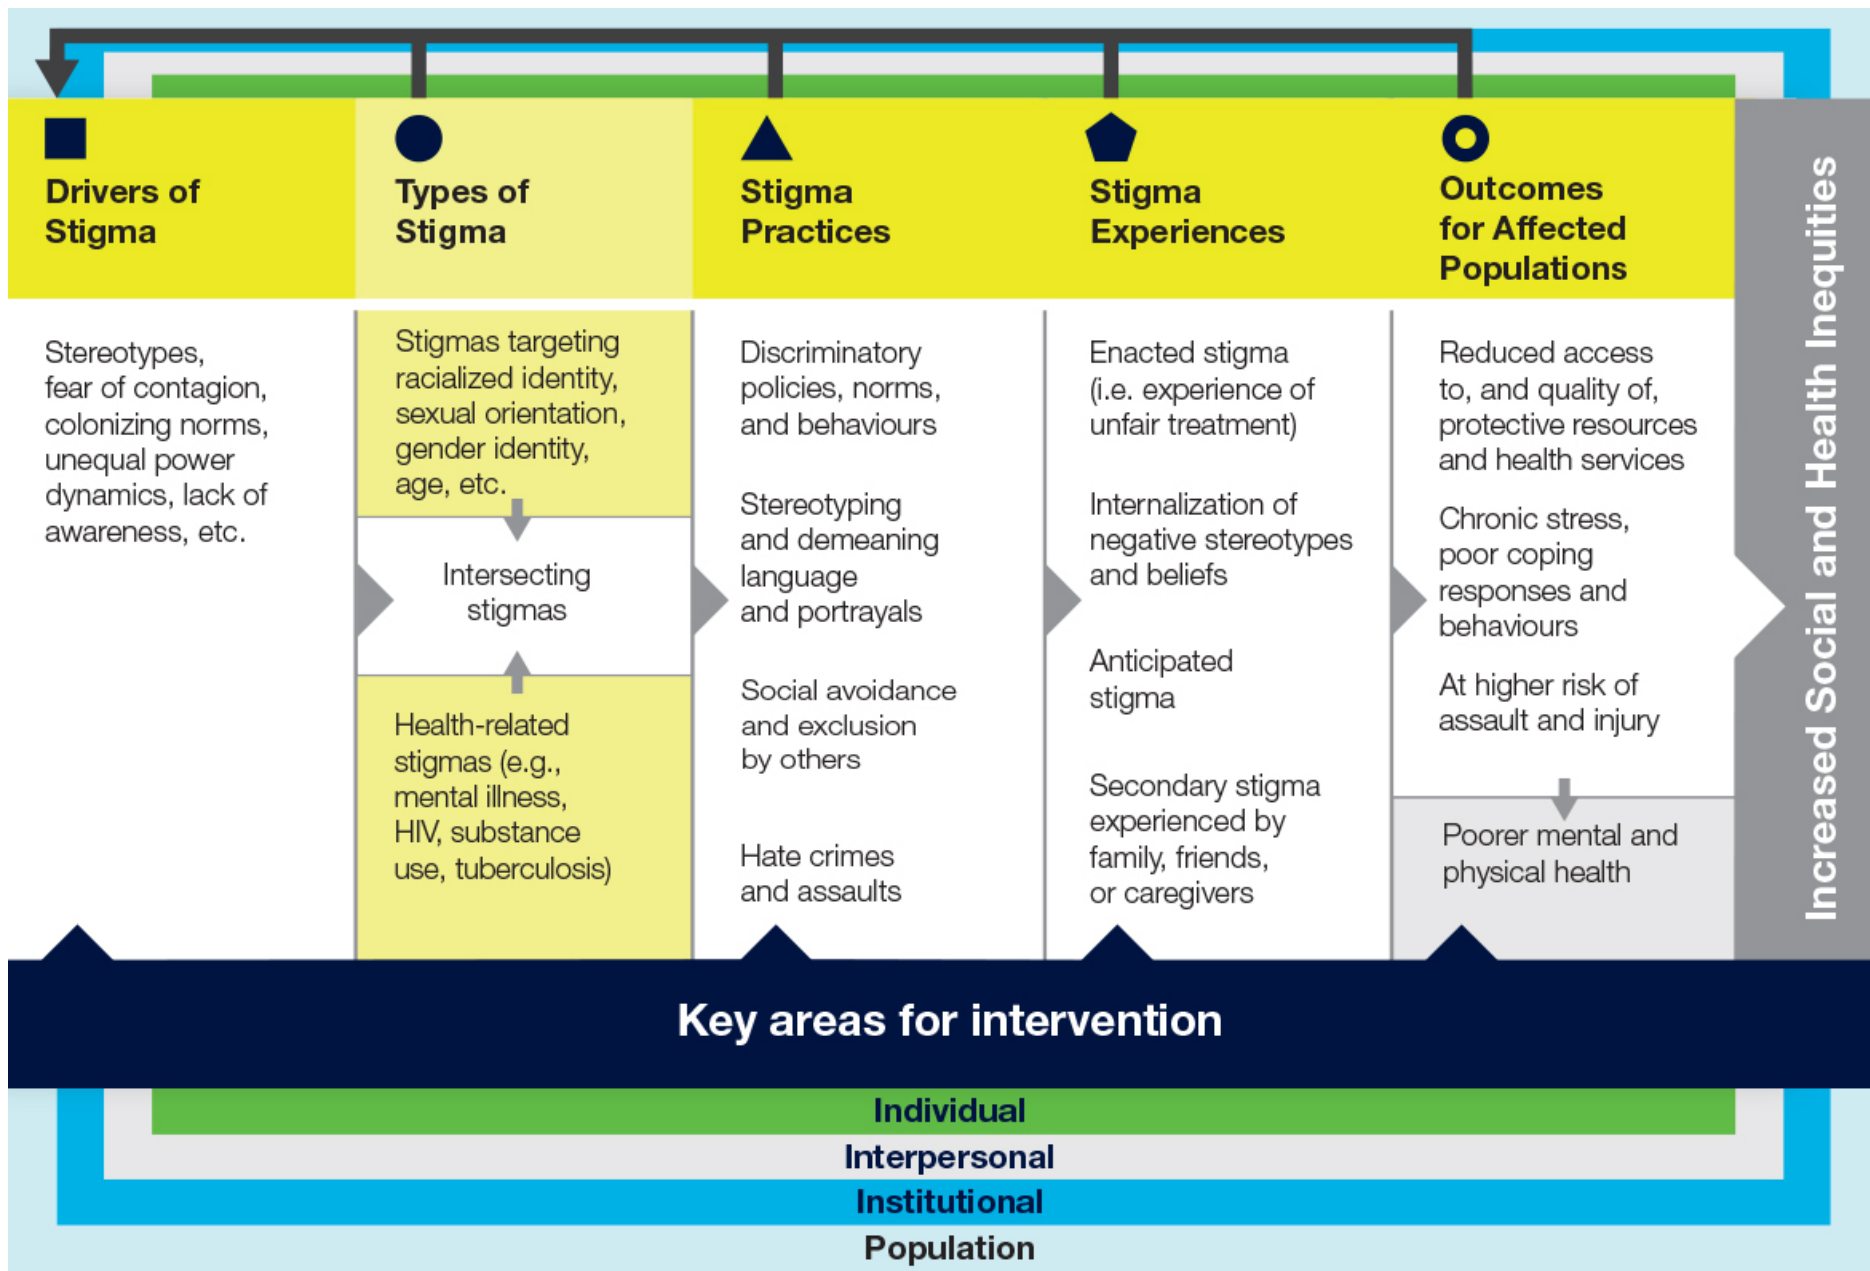 Drivers of
Stigma
Stereotypes,
fear of contagion,
colonizing norms,
unequal power
dynamics, lack of
awareness, etc.
Types of
Stigma
Stigmas targeting
racialized identity,
sexual orientation,
gender identity,
age, etc.
Intersecting
stigmas
Health-related
stigmas (e.g.,
mental illness,
HIV, substance
use, tuberculosis)
Stigma
Practices
Discriminatory
policies, norms,
and behaviours
Stereotyping
and demeaning
language
and portrayals
Social avoidance
and exclusion
by others
Hate crimes
and assaults
Stigma
Experiences
Enacted stigma
(i.e. experience of
unfair treatment)
Internalization of
negative stereotypes
and beliefs
Anticipated
stigma
Secondary stigma
experienced by
family, friends,
or caregivers
Outcomes
for Affected
Populations
Reduced access
to, and quality of,
protective resources
and health services
Chronic stress,
poor coping
responses and
behaviours
At higher risk of
assault and injury
Poorer mental and
physical health
Increased Social and Health Inequities
Key areas for intervention
Individual
Interpersonal
Institutional
Population